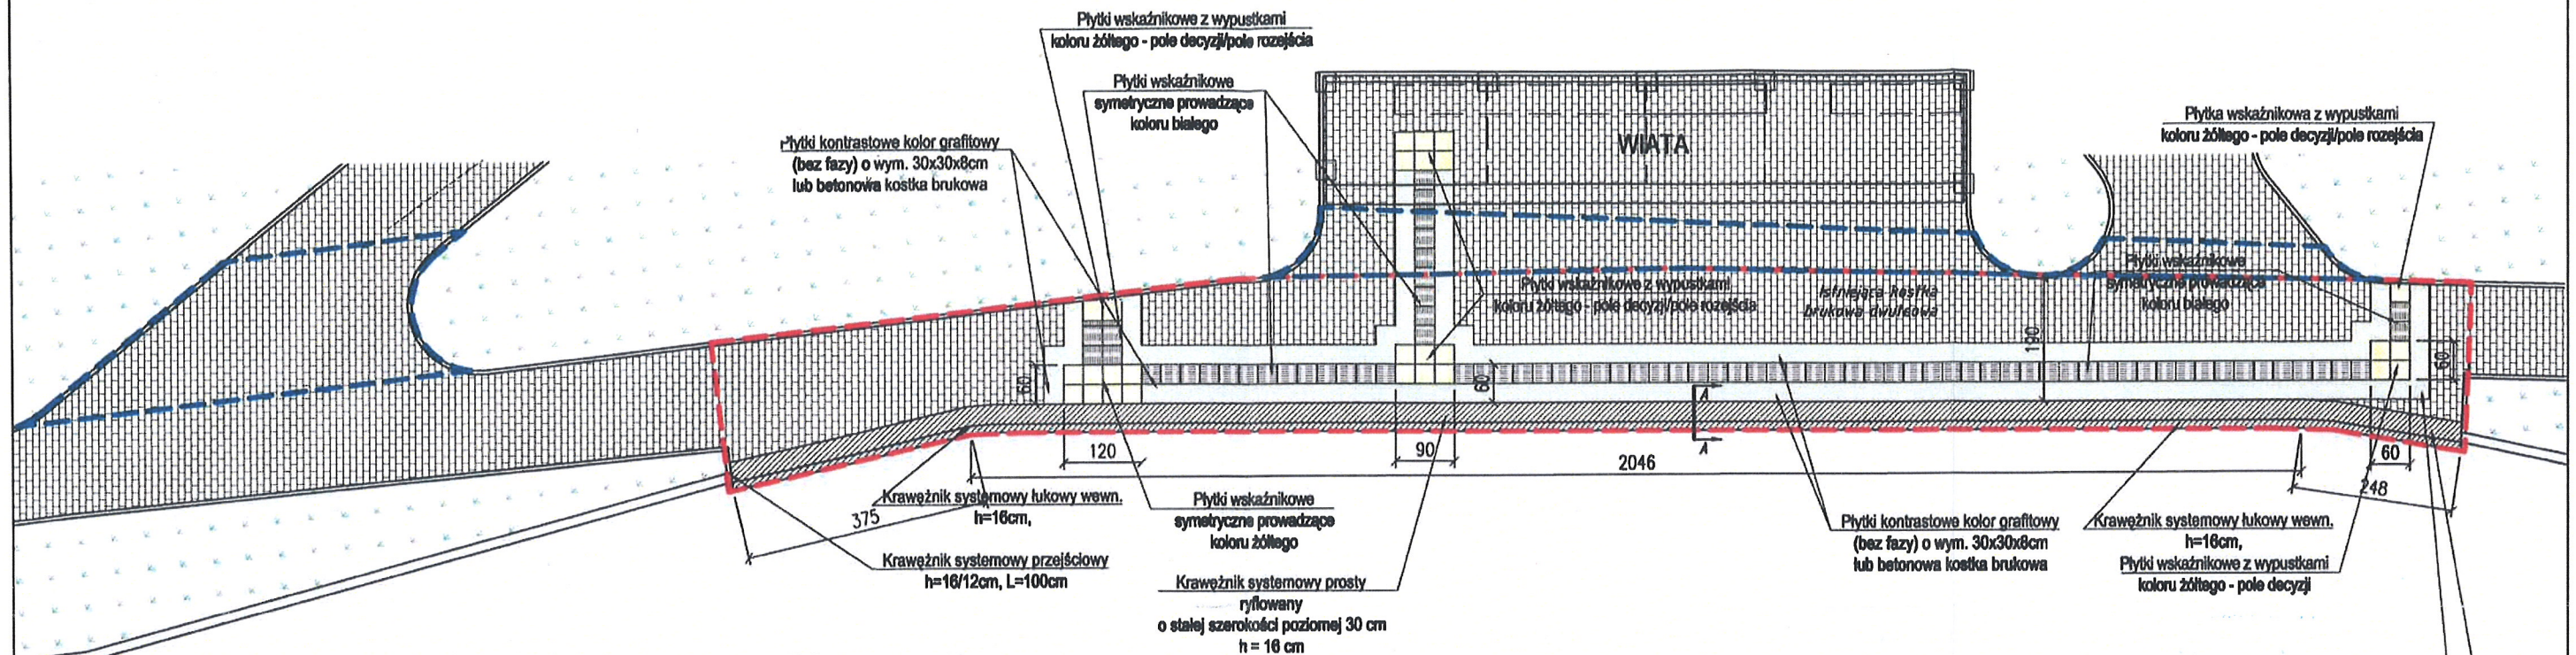 Płytki wskaźnikowe z wypustkami
koloru żółtego - pole decyzji/pole rozejścia
Płytki wskaźnikowe
symetryczne prowadzące
koloru białego
Płytki kontrastowe kolor grafitowy
(bez fazy) o wym. 30x30x8cm
lub betonowa kostka brukowa
WIATA
Płytka wskaźnikowa z wypustkami
koloru żółtego - pole decyzji/pole rozejścia
Płytki wskaźnikowe
symetryczne prowadzące
koloru białego
Płytki wskaźnikowe z wypustkami
koloru żółtego - pole decyzji/pole rozejścia
istniejąca kostka
brukowa dwuteowa
190
60
60
60
A
A
120
90
2046
60
248
375
Krawężnik systemowy łukowy wewn.
h=16cm,
Płytki wskaźnikowe
symetryczne prowadzące
koloru żółtego
Krawężnik systemowy przejściowy
h=16/12cm, L=100cm
Krawężnik systemowy prosty
ryflowany
o stałej szerokości poziomej 30 cm
h = 16 cm
Płytki kontrastowe kolor grafitowy
(bez fazy) o wym. 30x30x8cm
lub betonowa kostka brukowa
Krawężnik systemowy łukowy wewn.
h=16cm,
Płytki wskaźnikowe z wypustkami
koloru żółtego - pole decyzji